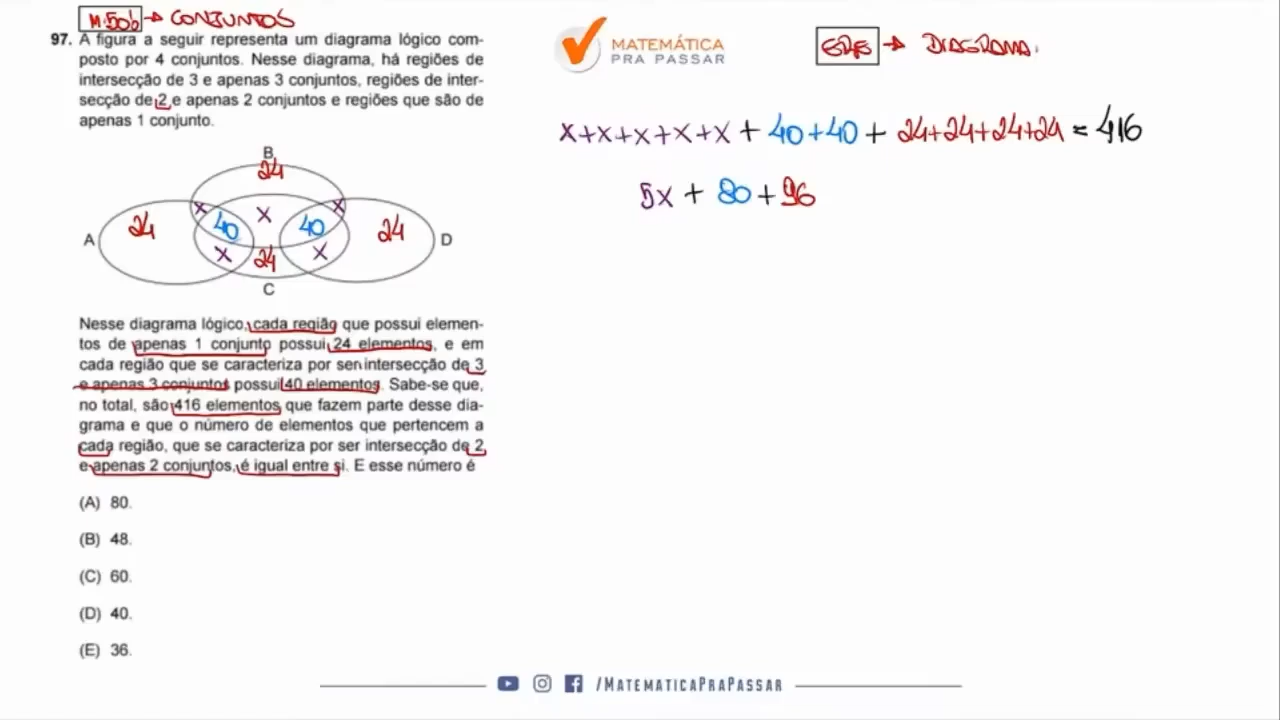 M.50b → CONJUNTOS
97. A figura a seguir representa um diagrama lógico com-
posto por 4 conjuntos. Nesse diagrama, há regiões de
intersecção de 3 e apenas 3 conjuntos, regiões de inter-
secção de 2 e apenas 2 conjuntos e regiões que são de
apenas 1 conjunto.
B
24
X X X
24 40 40 24
A D
X 24 X
C
Nesse diagrama lógico, cada região que possui elemen-
tos de apenas 1 conjunto possui 24 elementos, e em
cada região que se caracteriza por ser intersecção de 3
e apenas 3 conjuntos possui 40 elementos. Sabe-se que,
no total, são 416 elementos que fazem parte desse dia-
grama e que o número de elementos que pertencem a
cada região, que se caracteriza por ser intersecção de 2
e apenas 2 conjuntos, é igual entre si. E esse número é
(A) 80.
(B) 48.
(C) 60.
(D) 40.
(E) 36.
MATEMÁTICA
PRA PASSAR
→ DIAGRAMA.
X+X+X+X+X + 40+40 + 24+24+24+24 = 416
5X + 80 + 96
/MATEMATICAPRAPASSAR